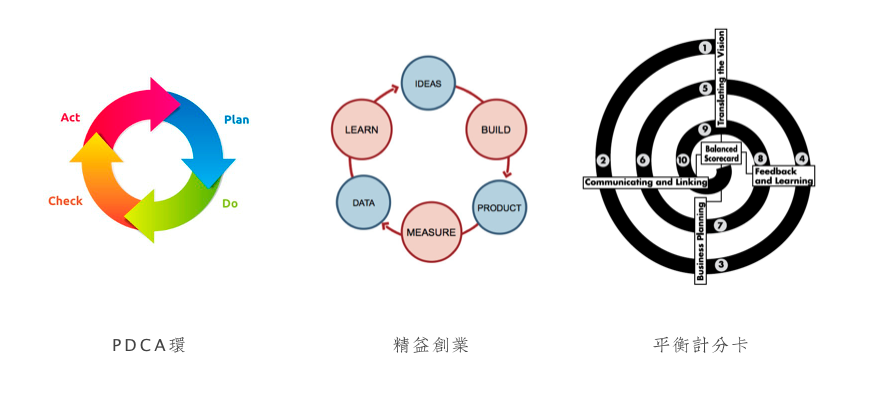 Act
Plan
Check
Do
PDCA環
IDEAS
LEARN
BUILD
DATA
PRODUCT
MEASURE
精益創業
1
Translating the Vision
5
9
Balanced
Scorecard
2
6
10
8
4
Communicating and Linking
Feedback
and Learning
Business Planning
7
3
平衡計分卡